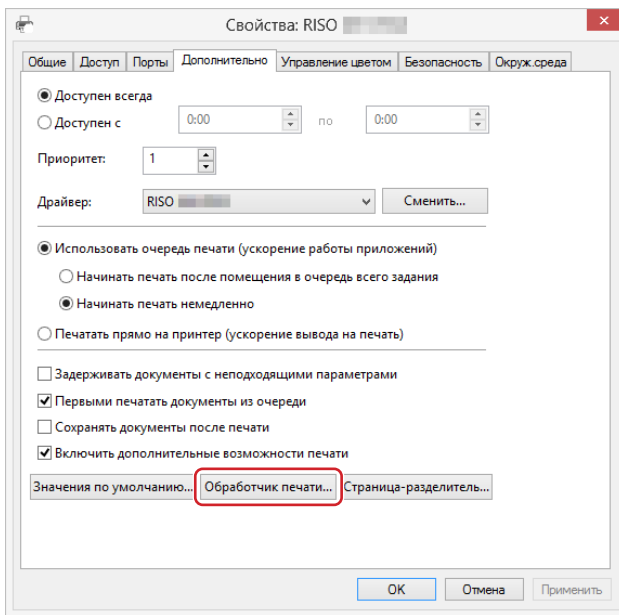 Свойства: RISO
Общие Доступ Порты Дополнительно Управление цветом Безопасность Окруж.среда
Доступен всегда
Доступен с 0:00 по 0:00
Приоритет: 1
Драйвер: RISO Сменить...
Использовать очередь печати (ускорение работы приложений)
Начинать печать после помещения в очередь всего задания
Начинать печать немедленно
Печатать прямо на принтер (ускорение вывода на печать)
Задерживать документы с неподходящими параметрами
Первыми печатать документы из очереди
Сохранять документы после печати
Включить дополнительные возможности печати
Значения по умолчанию... Обработчик печати... Страница-разделитель...
OK Отмена Применить